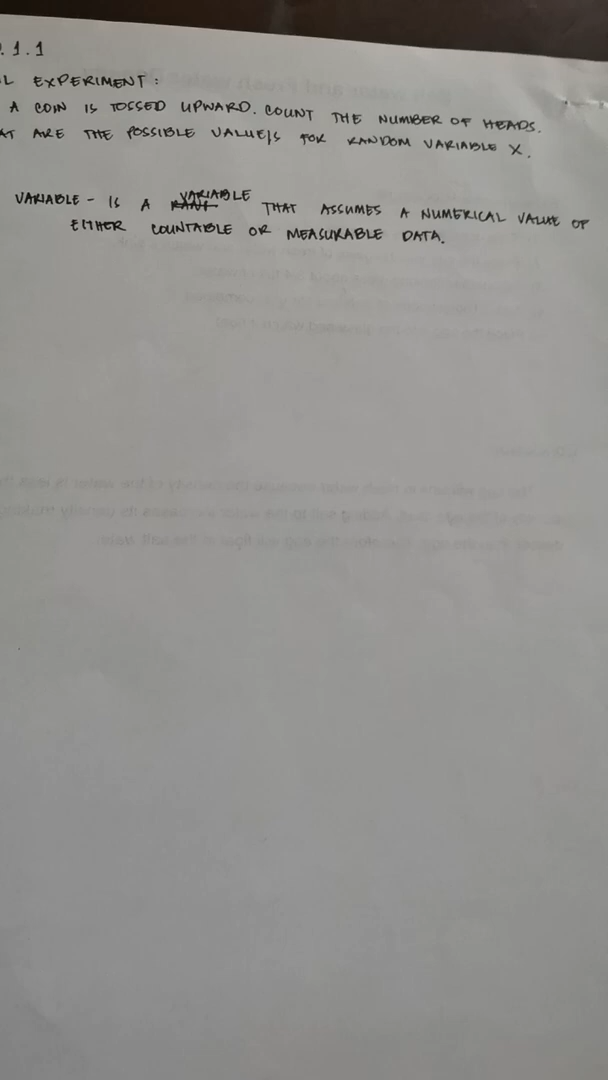 . 1.1
L EXPERIMENT:
A COIN IS TOSSED UPWARD. COUNT THE NUMBER OF HEADS.
AT ARE THE POSSIBLE VALUE/S FOR RANDOM VARIABLE X.
VARIABLE - IS A VARIABLE THAT ASSUMES A NUMERICAL VALUE OF
EITHER COUNTABLE OR MEASURABLE DATA.